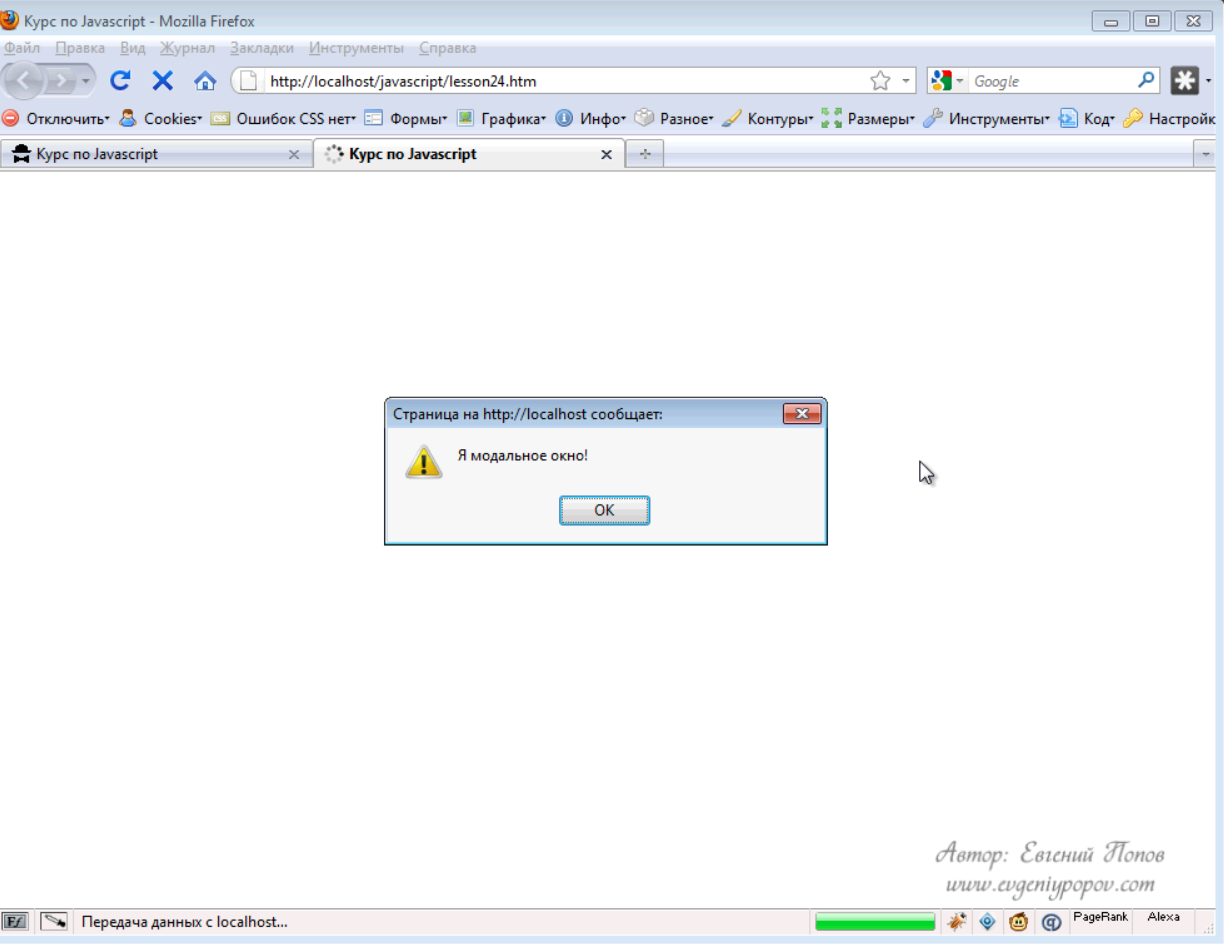 Курс по Javascript - Mozilla Firefox
Файл Правка Вид Журнал Закладки Инструменты Справка
http://localhost/javascript/lesson24.htm Google
Отключить Cookies Ошибок CSS нет Формы Графика Инфо Разное Контуры Размеры Инструменты Код Настройк
Курс по Javascript Курс по Javascript
Страница на http://localhost сообщает:
Я модальное окно!
OK
Автор: Евгений Попов
www.evgeniypopov.com
Передача данных с localhost... PageRank Alexa